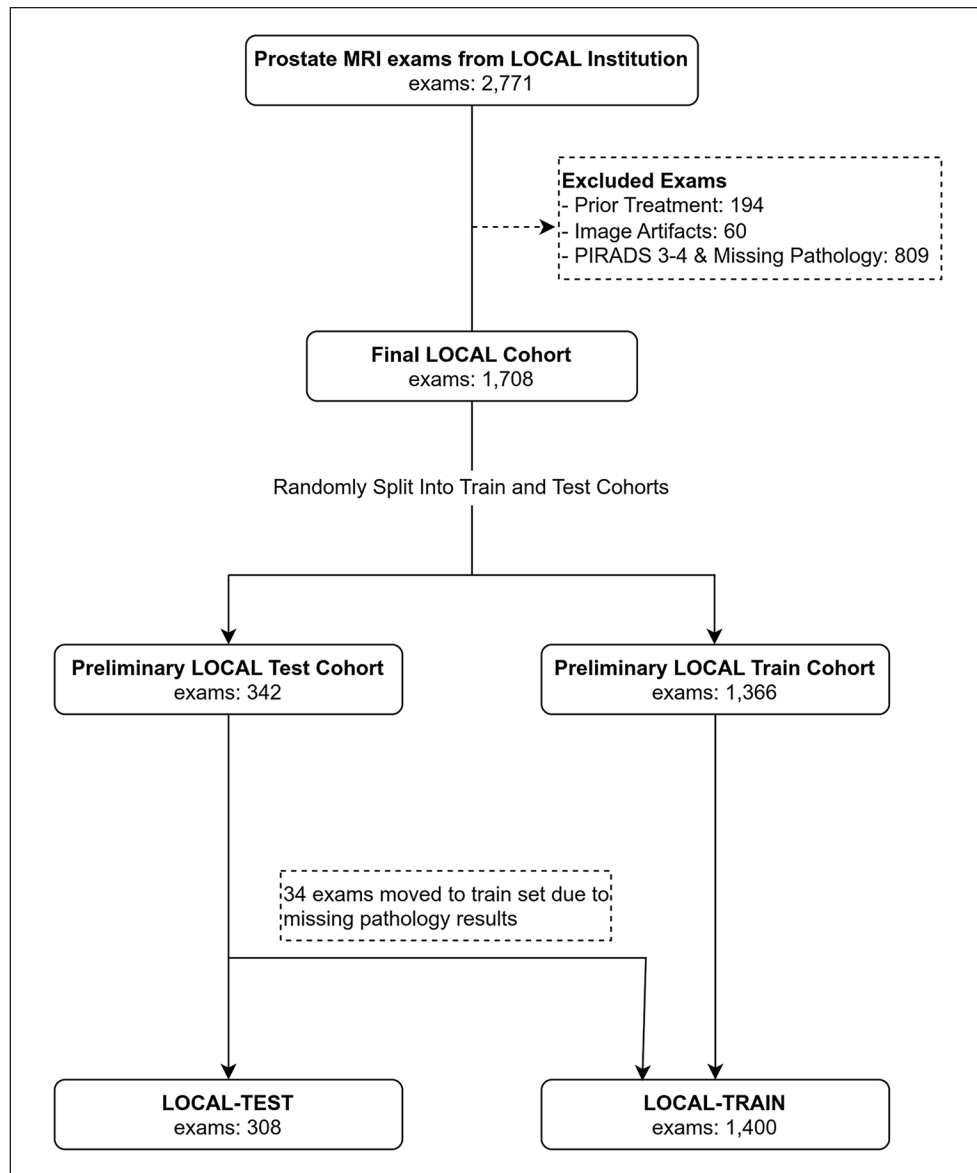 Prostate MRI exams from LOCAL Institution
exams: 2,771
Excluded Exams
- Prior Treatment: 194
- Image Artifacts: 60
- PIRADS 3-4 & Missing Pathology: 809
Final LOCAL Cohort
exams: 1,708
Randomly Split Into Train and Test Cohorts
Preliminary LOCAL Test Cohort
exams: 342
Preliminary LOCAL Train Cohort
exams: 1,366
34 exams moved to train set due to
missing pathology results
LOCAL-TEST
exams: 308
LOCAL-TRAIN
exams: 1,400